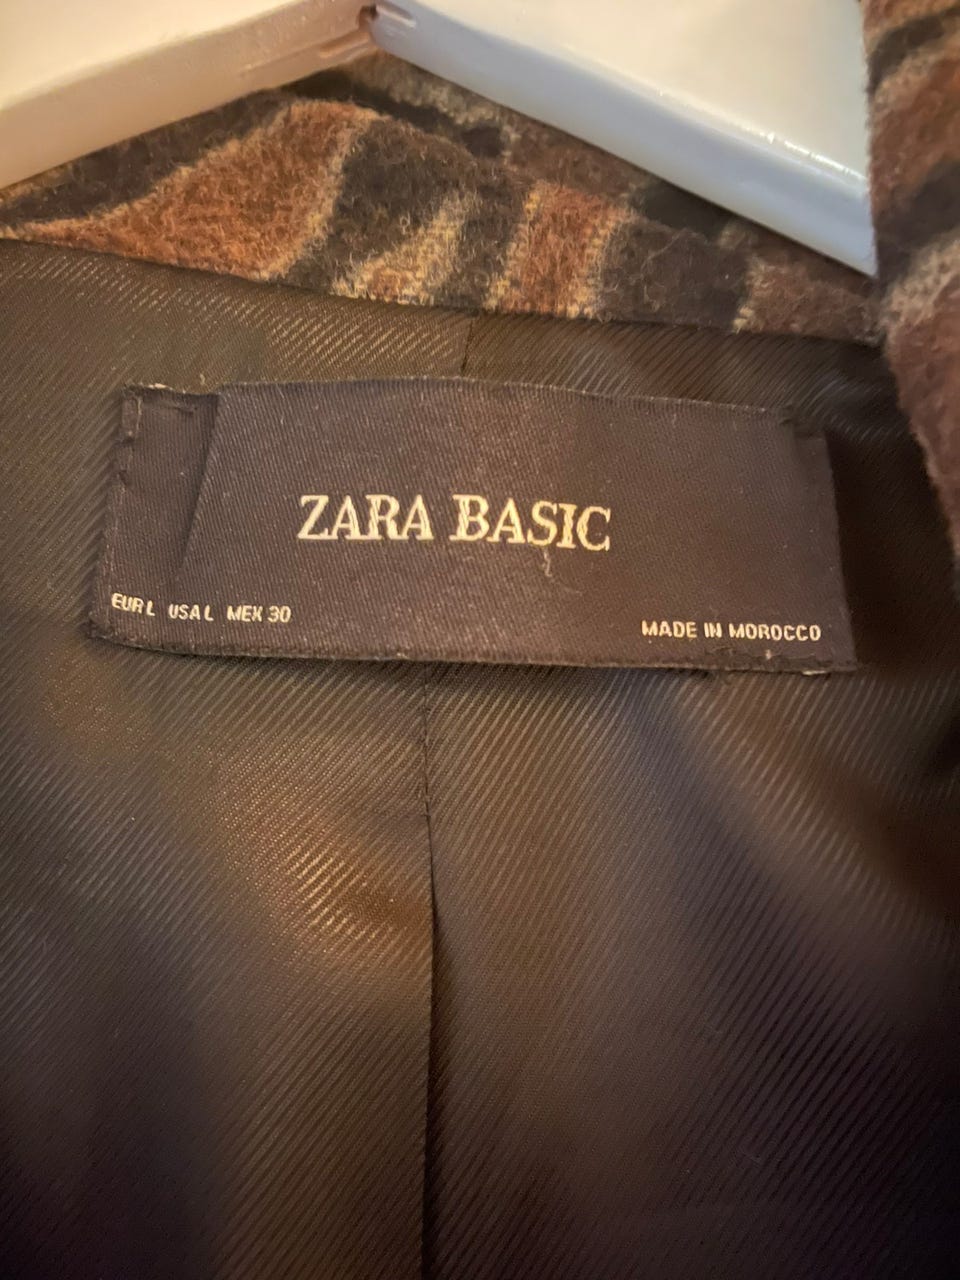 ZARA BASIC
EUR L USA L MEX 30
MADE IN MOROCCO